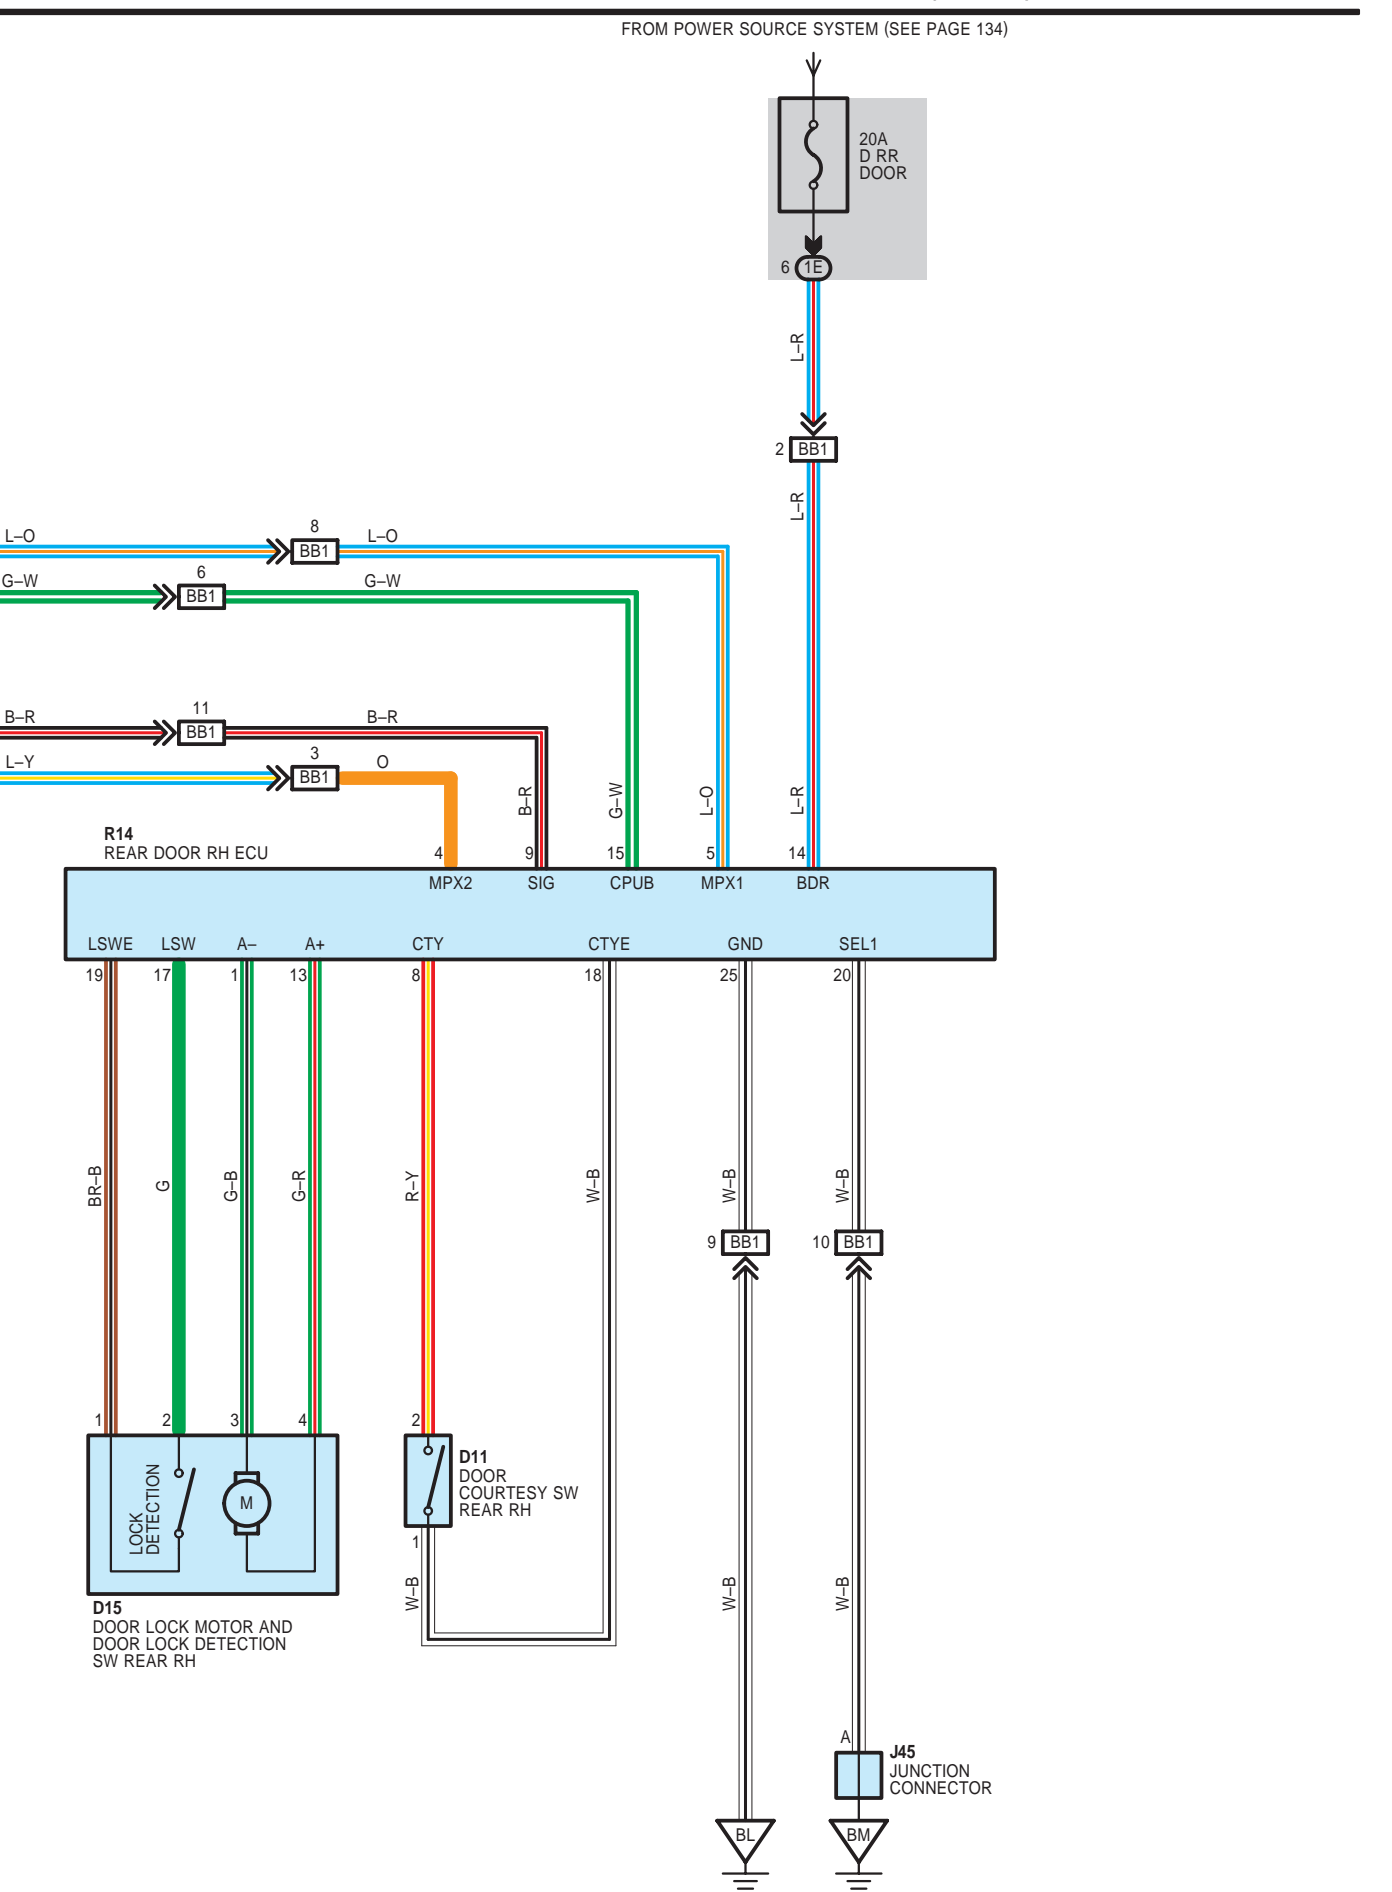 FROM POWER SOURCE SYSTEM (SEE PAGE 134)
20A
D RR
DOOR
6 1E
L–R
2 BB1
L–R
8
L–O BB1 L–O
6
G–W BB1 G–W
11
B–R BB1 B–R
3
L–Y BB1 O
B–R G–W L–O L–R
R14
REAR DOOR RH ECU
4 9 15 5 14
MPX2 SIG CPUB MPX1 BDR
LSWE LSW A– A+ CTY CTYE GND SEL1
19 17 1 13 8 18 25 20
BR–B G G–B G–R R–Y W–B W–B W–B
9 BB1 10 BB1
1 2 3 4 2
D11
DOOR
COURTESY SW
REAR RH
LOCK
DETECTION
M
1
W–B W–B W–B
D15
DOOR LOCK MOTOR AND
DOOR LOCK DETECTION
SW REAR RH
A
J45
JUNCTION
CONNECTOR
BL BM